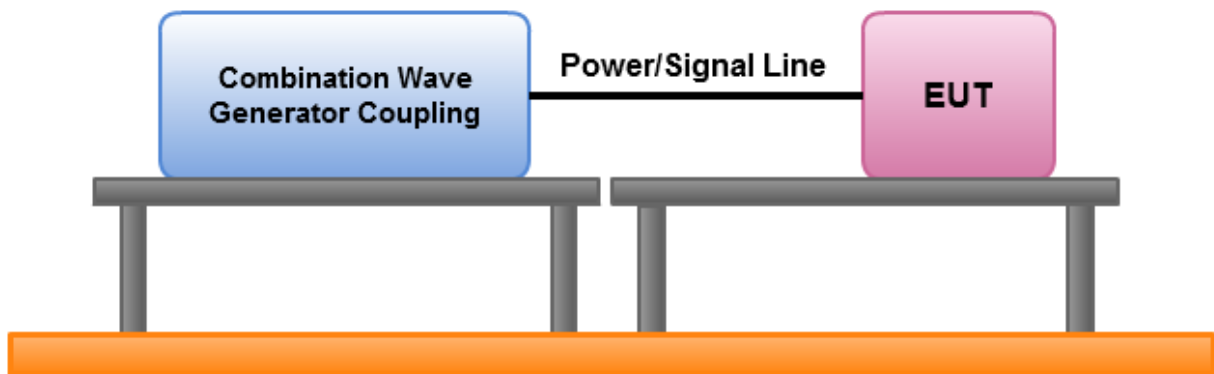 Combination Wave
Generator Coupling
Power/Signal Line
EUT